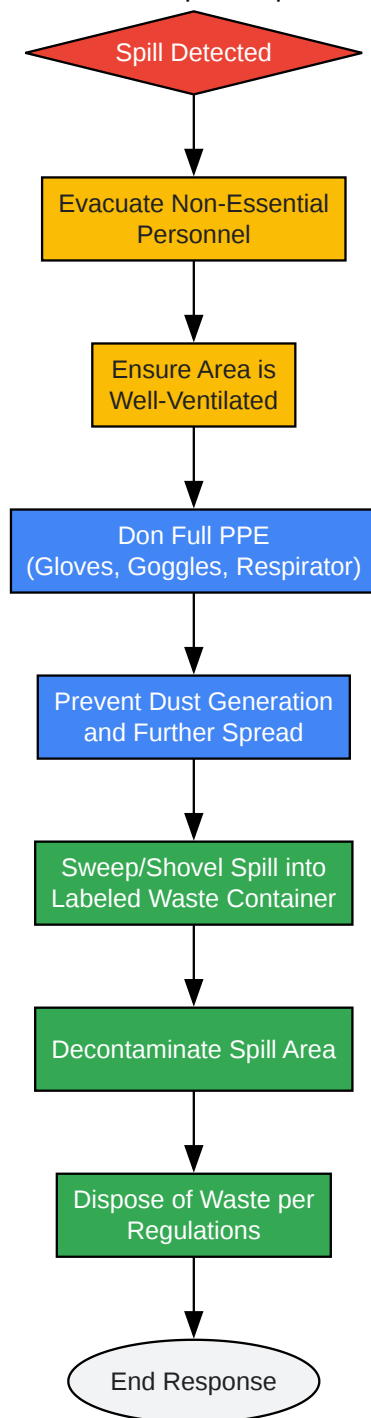 Spill Detected
Evacuate Non-Essential
Personnel
Ensure Area is
Well-Ventilated
Don Full PPE
(Gloves, Goggles, Respirator)
Prevent Dust Generation
and Further Spread
Sweep/Shovel Spill into
Labeled Waste Container
Decontaminate Spill Area
Dispose of Waste per
Regulations
End Response